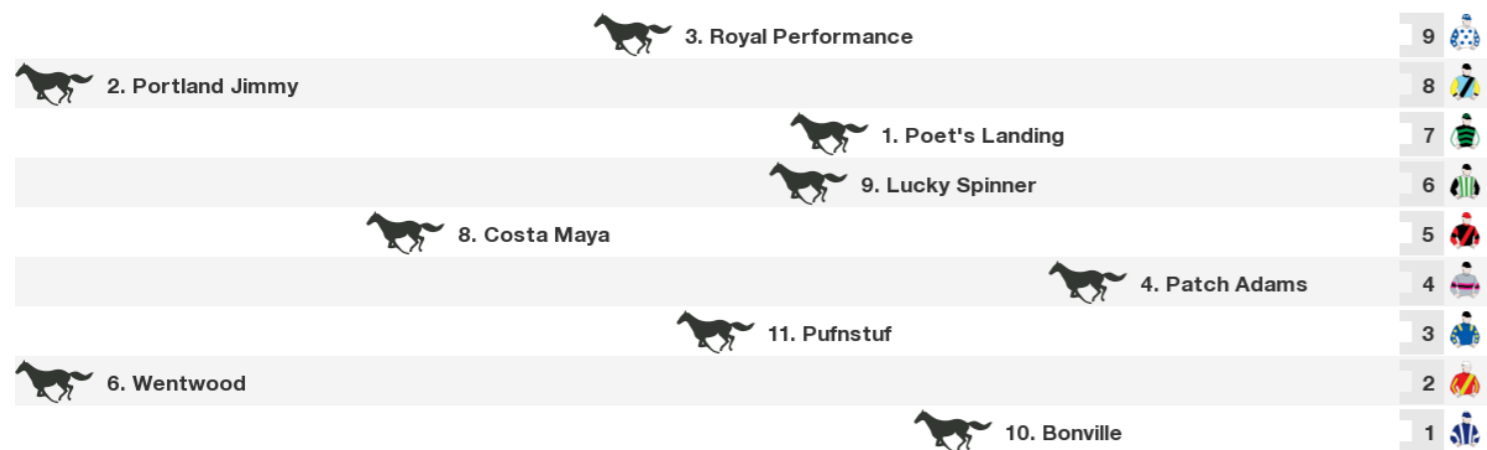 3. Royal Performance 9
2. Portland Jimmy 8
1. Poet's Landing 7
9. Lucky Spinner 6
8. Costa Maya 5
4. Patch Adams 4
11. Pufnstuf 3
6. Wentwood 2
10. Bonville 1